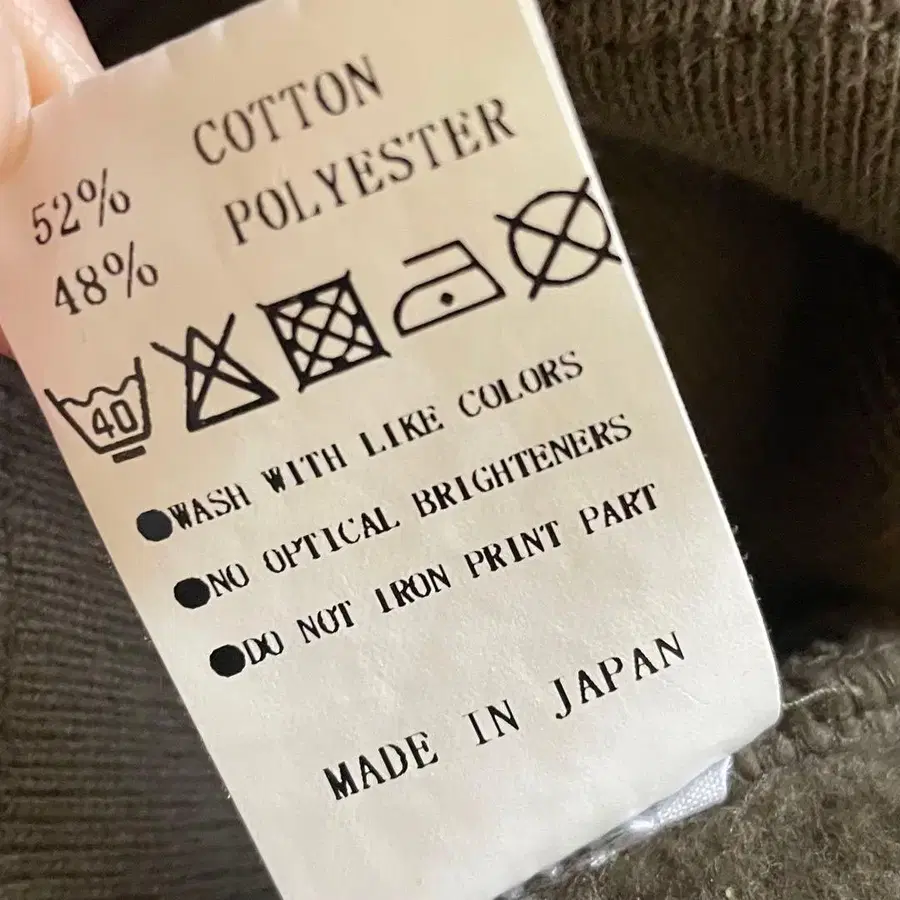 52% COTTON
48% POLYESTER
40
●WASH WITH LIKE COLORS
●NO OPTICAL BRIGHTENERS
●DO NOT IRON PRINT PART
MADE IN JAPAN